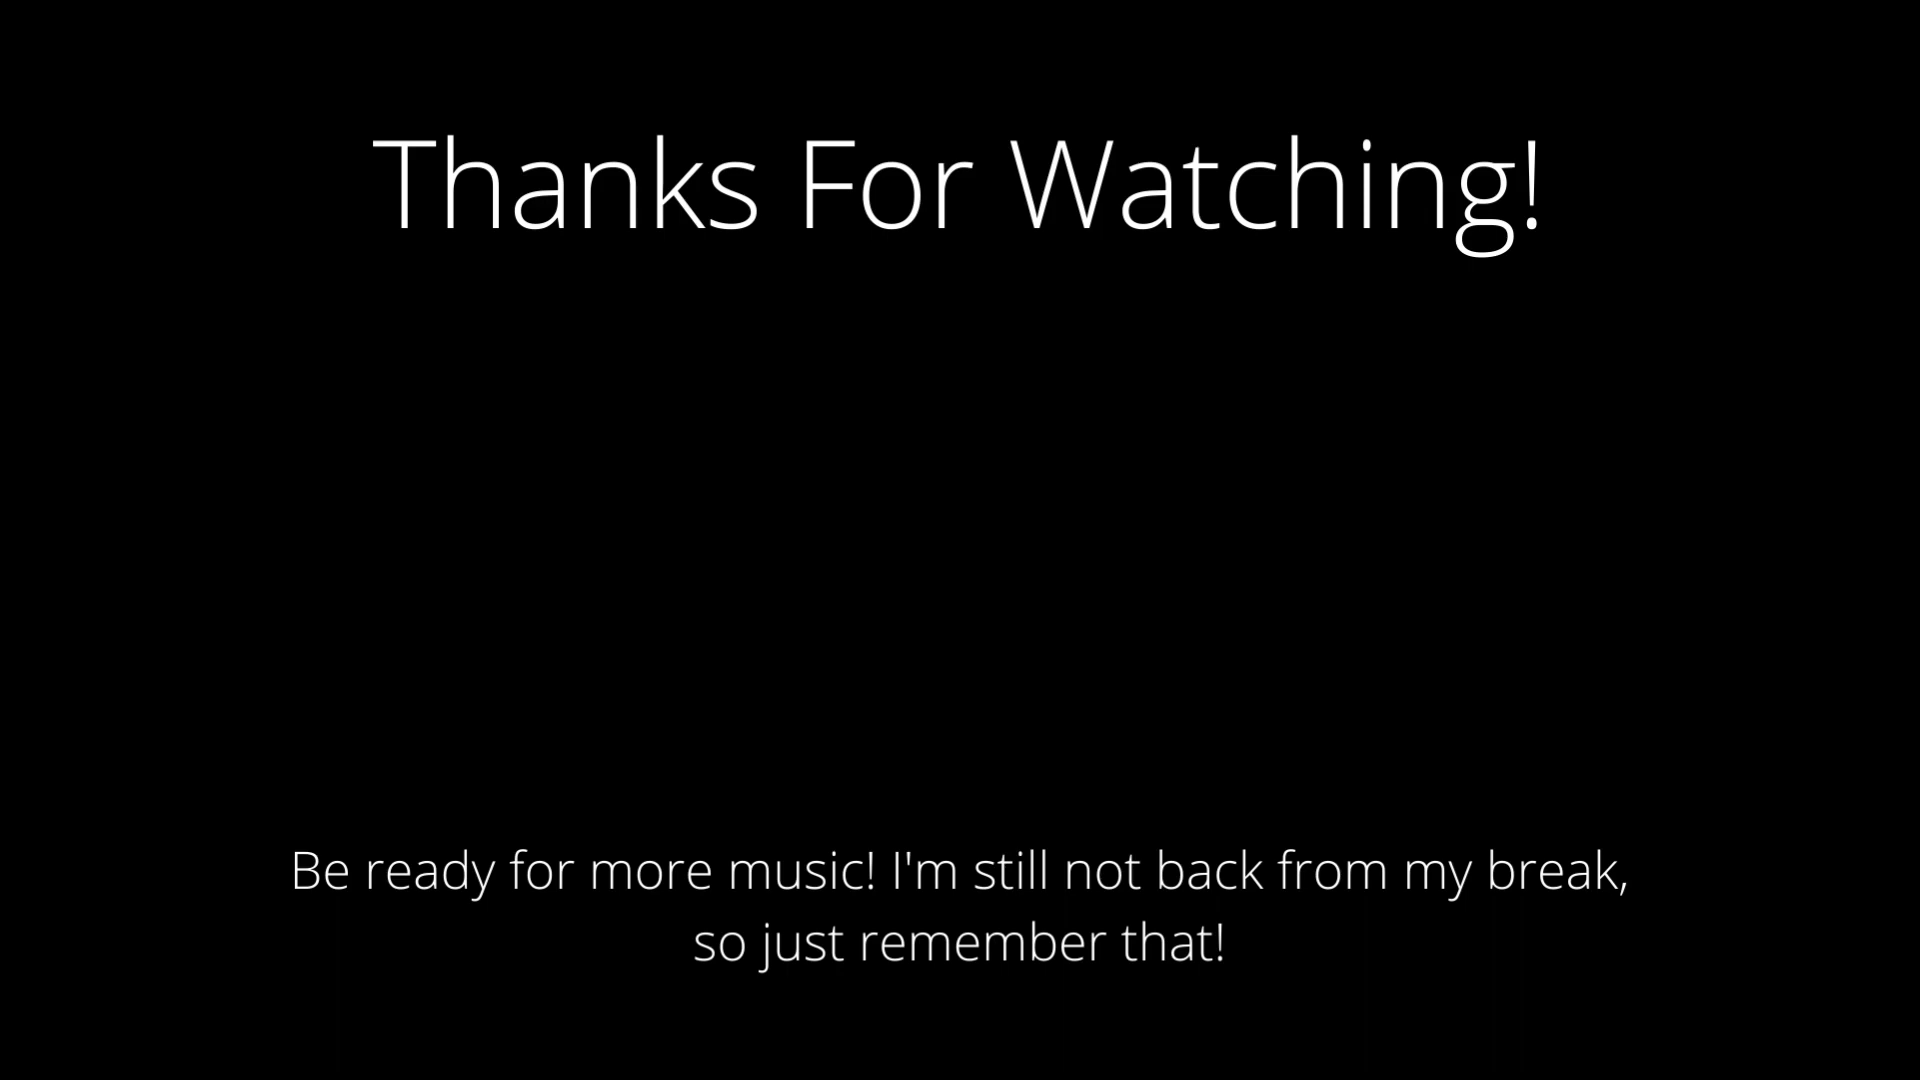 Thanks For Watching!
Be ready for more music! I'm still not back from my break,
so just remember that!